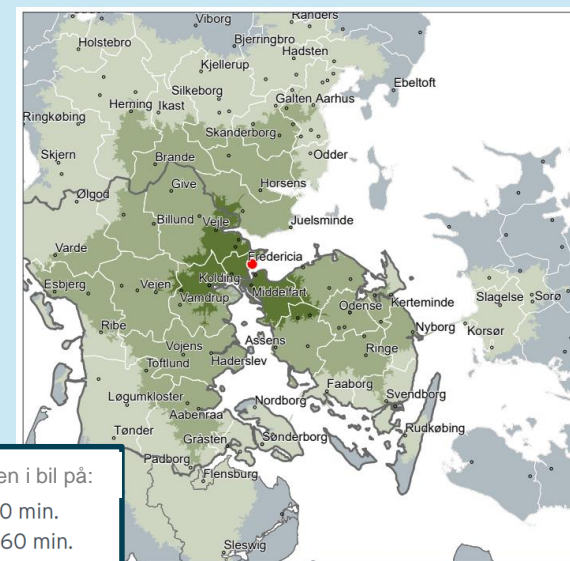 Viborg
Randers
Holstebro
Bjerringbro
Hadsten
Kjellerup
Ebeltoft
Silkeborg
Herning Ikast
Galten Aarhus
Ringkøbing
Skanderborg
Skjern
Brande
Odder
Give
Horsens
Ølgod
Billund
Vejle
Juelsminde
Varde
Fredericia
Esbjerg
Vejen
Kolding
Middelfart
Vamdrup
Odense
Kerteminde
Slagelse
Sorø
Nyborg
Korsør
Ribe
Assens
Vojens
Ringe
Toftlund
Haderslev
Faaborg
Løgumkloster
Nordborg
Svendborg
Aabenraa
Rudkøbing
Tønder
Gråsten
Sønderborg
Padborg
Flensburg
Sleswig
en i bil på:
0 min.
60 min.